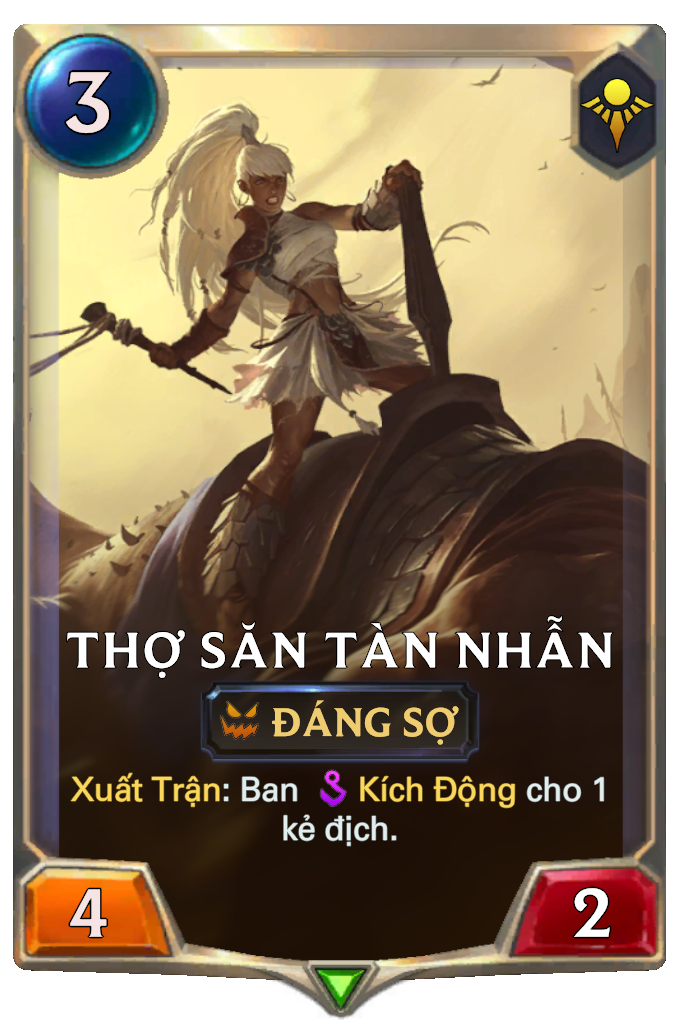 3
THỢ SĂN TÀN NHẪN
ĐÁNG SỢ
Xuất Trận: Ban Kích Động cho 1
kẻ địch.
4
2